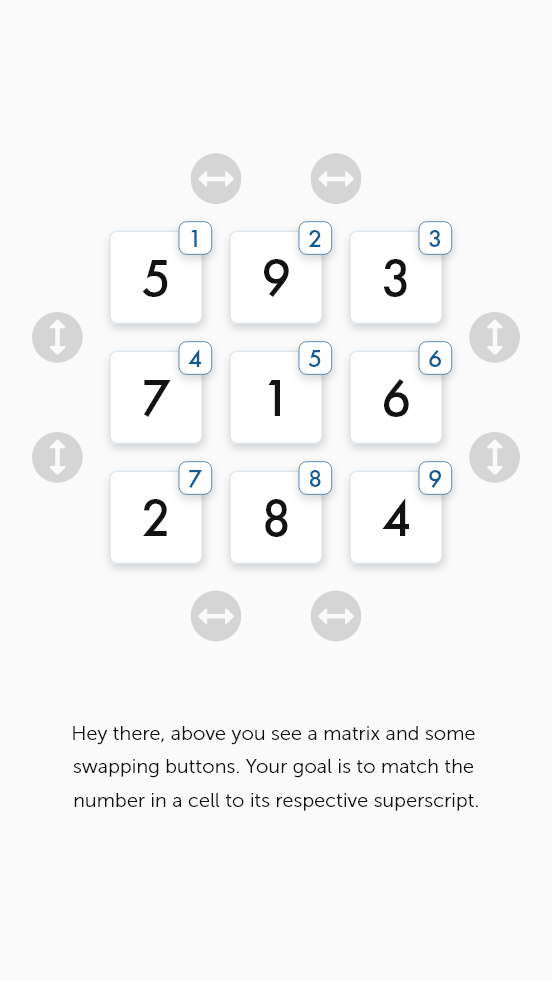 1 2 3
5 9 3
4 5 6
7 1 6
7 8 9
2 8 4
Hey there, above you see a matrix and some
swapping buttons. Your goal is to match the
number in a cell to its respective superscript.